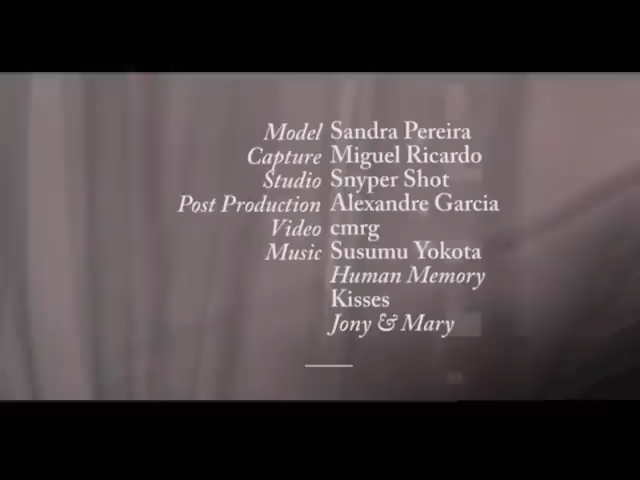 Model Sandra Pereira
Capture Miguel Ricardo
Studio Snyper Shot
Post Production Alexandre Garcia
Video cmrg
Music Susumu Yokota
Human Memory
Kisses
Jony & Mary